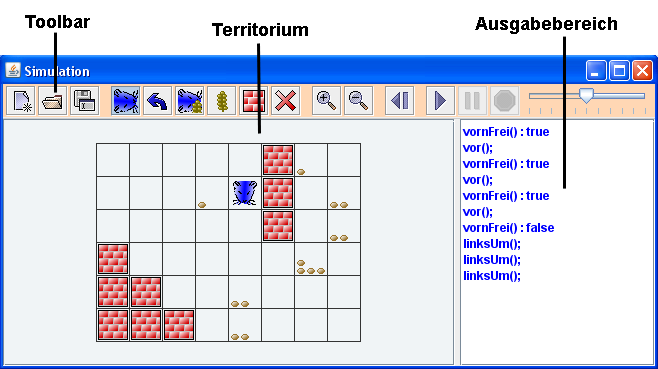 Toolbar
Territorium
Ausgabebereich
Simulation
vornFrei() : true
vor();
vornFrei() : true
vor();
vornFrei() : true
vor();
vornFrei() : false
linksUm();
linksUm();
linksUm();